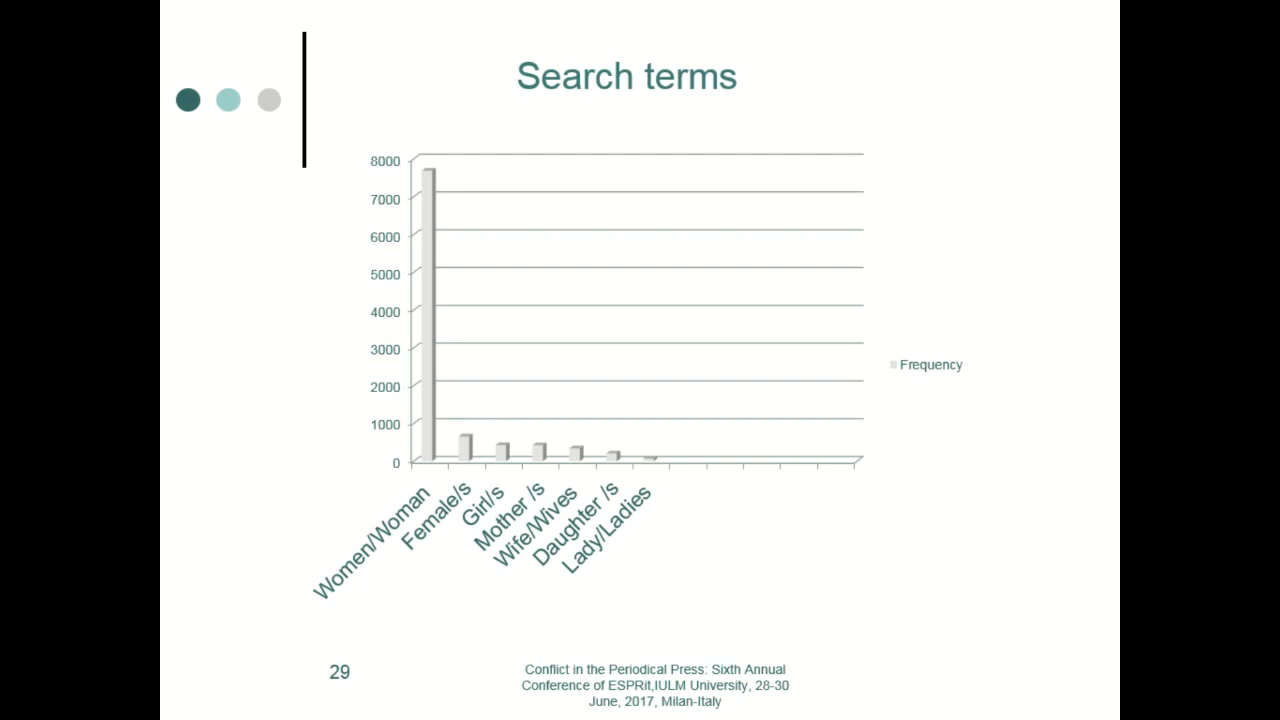 Search terms
8000
7000
6000
5000
4000
3000
2000
1000
0
Women/Woman
Female/s
Girl/s
Mother /s
Wife/Wives
Daughter /s
Lady/Ladies
Frequency
29
Conflict in the Periodical Press: Sixth Annual
Conference of ESPRit,IULM University, 28-30
June, 2017, Milan-Italy